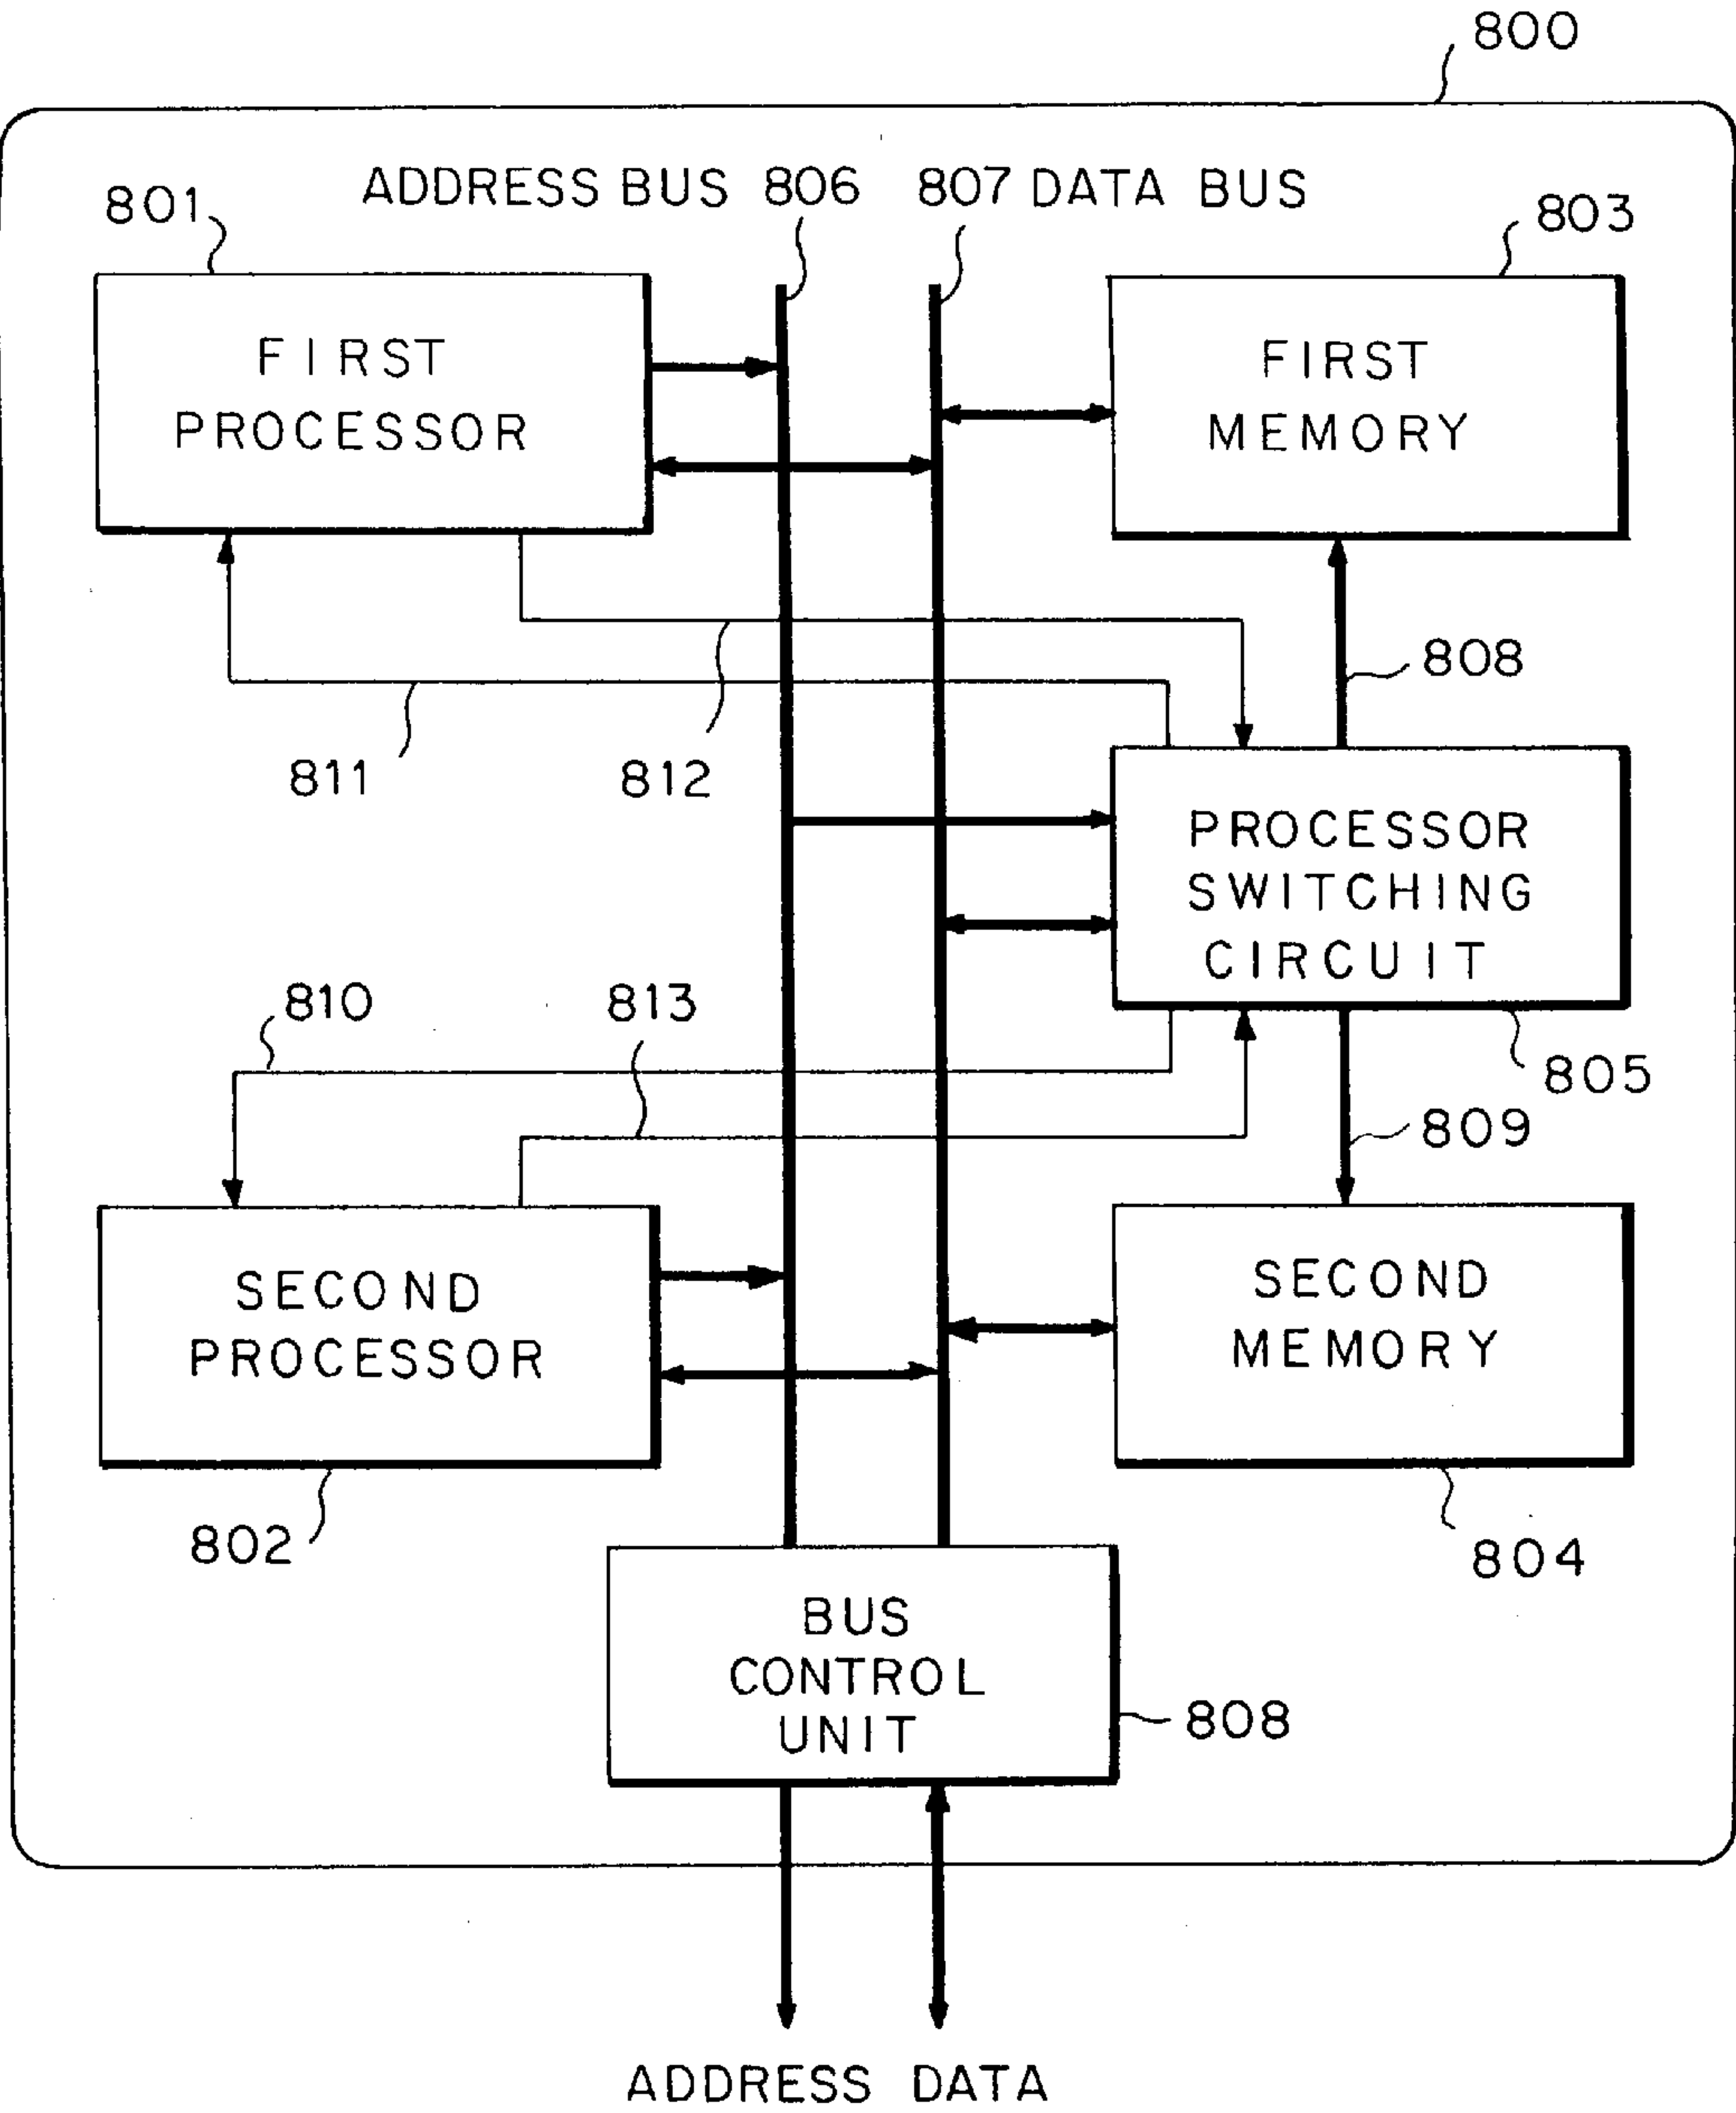 800
ADDRESS BUS 806
807 DATA BUS
801
803
FIRST
PROCESSOR
FIRST
MEMORY
808
811
812
PROCESSOR
SWITCHING
CIRCUIT
810
813
805
809
SECOND
PROCESSOR
SECOND
MEMORY
802
804
BUS
CONTROL
UNIT
808
ADDRESS DATA